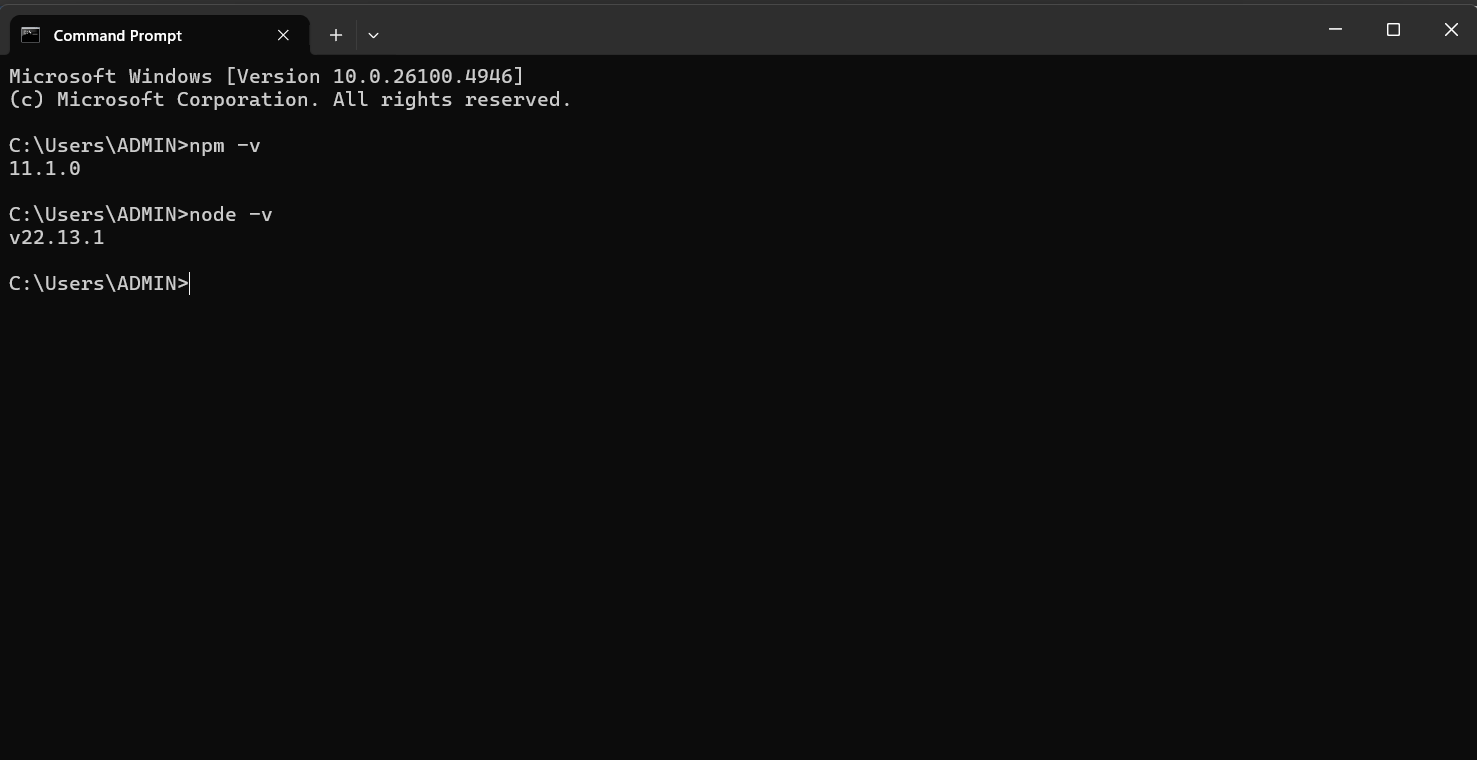 Command Prompt
Microsoft Windows [Version 10.0.26100.4946]
(c) Microsoft Corporation. All rights reserved.
C:\Users\ADMIN>npm -v
11.1.0
C:\Users\ADMIN>node -v
v22.13.1
C:\Users\ADMIN>